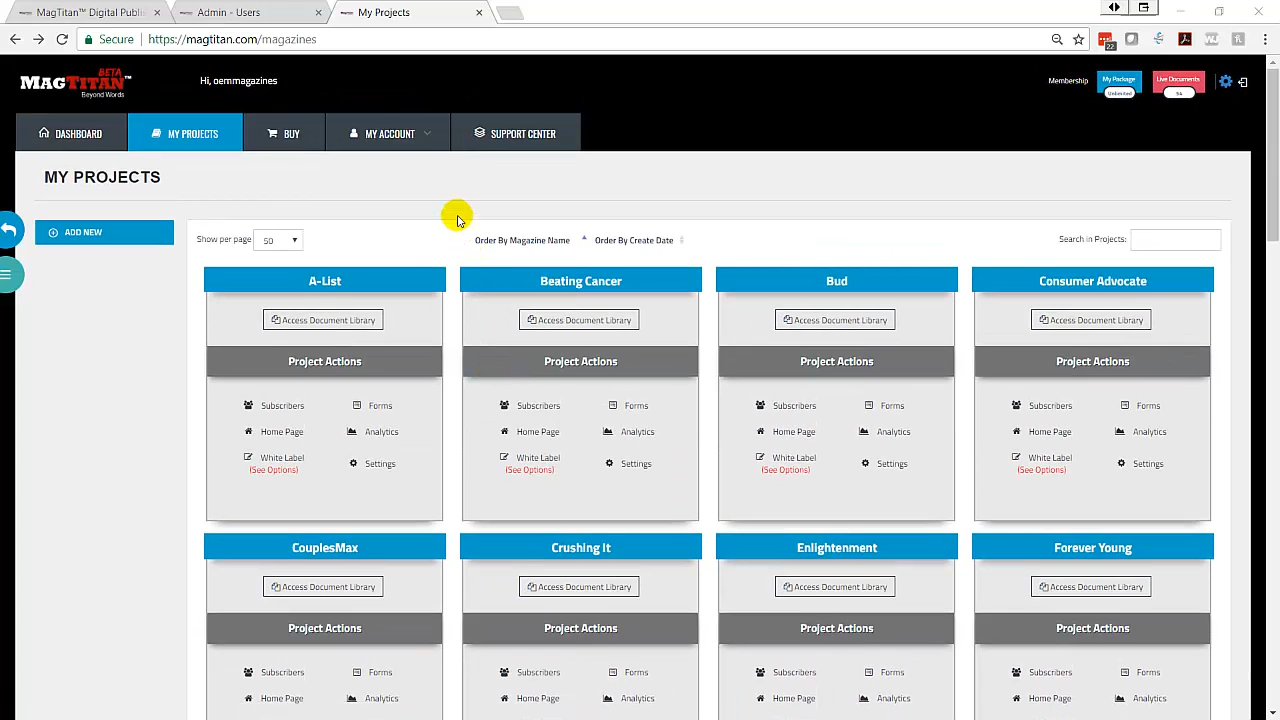 MagTitan™ Digital Publis
Admin - Users
My Projects
Secure
https://magtitan.com/magazines
22
MAGTITAN™
BETA
Beyond Words
Hi, oemmagazines
Membership
My Package
Unlimited
Live Documents
54
DASHBOARD
MY PROJECTS
BUY
MY ACCOUNT
SUPPORT CENTER
MY PROJECTS
ADD NEW
Show per page
50
Order By Magazine Name
Order By Create Date
Search in Projects:
A-List
Beating Cancer
Bud
Consumer Advocate
Access Document Library
Access Document Library
Access Document Library
Access Document Library
Project Actions
Project Actions
Project Actions
Project Actions
Subscribers
Forms
Subscribers
Forms
Subscribers
Forms
Subscribers
Forms
Home Page
Analytics
Home Page
Analytics
Home Page
Analytics
Home Page
Analytics
White Label
(See Options)
Settings
White Label
(See Options)
Settings
White Label
(See Options)
Settings
White Label
(See Options)
Settings
CouplesMax
Crushing It
Enlightenment
Forever Young
Access Document Library
Access Document Library
Access Document Library
Access Document Library
Project Actions
Project Actions
Project Actions
Project Actions
Subscribers
Forms
Subscribers
Forms
Subscribers
Forms
Subscribers
Forms
Home Page
Analytics
Home Page
Analytics
Home Page
Analytics
Home Page
Analytics